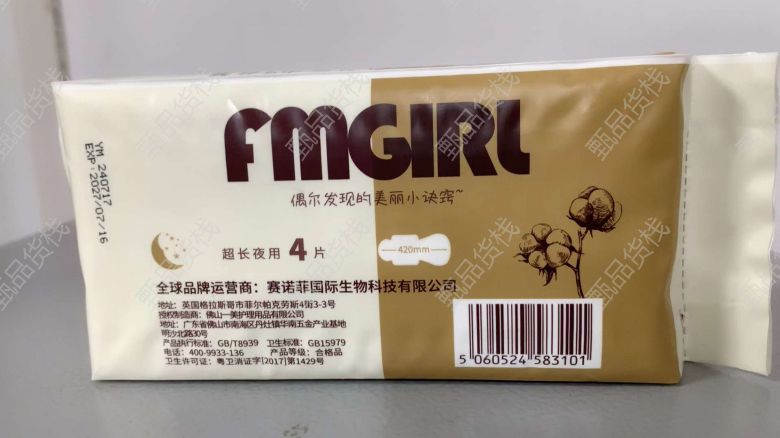 FMGIRL
偶尔发现的美丽小诀窍~
YM 240717
EXP: 2027/07/16
超长夜用 4 片
420mm
全球品牌运营商：赛诺菲国际生物科技有限公司
地址：英国格拉斯哥市菲尔帕克劳斯4街3-3号
授权制造商：佛山一美护理用品有限公司
地址：广东省佛山市南海区丹灶镇华南五金产业基地
明沙北路30号
产品执行标准：GB/T8939 卫生标准：GB15979
电话：400-9933-136 产品等级：合格品
卫生许可证：粤卫消证字[2017]第1429号
5 060524 583101
甄品货栈